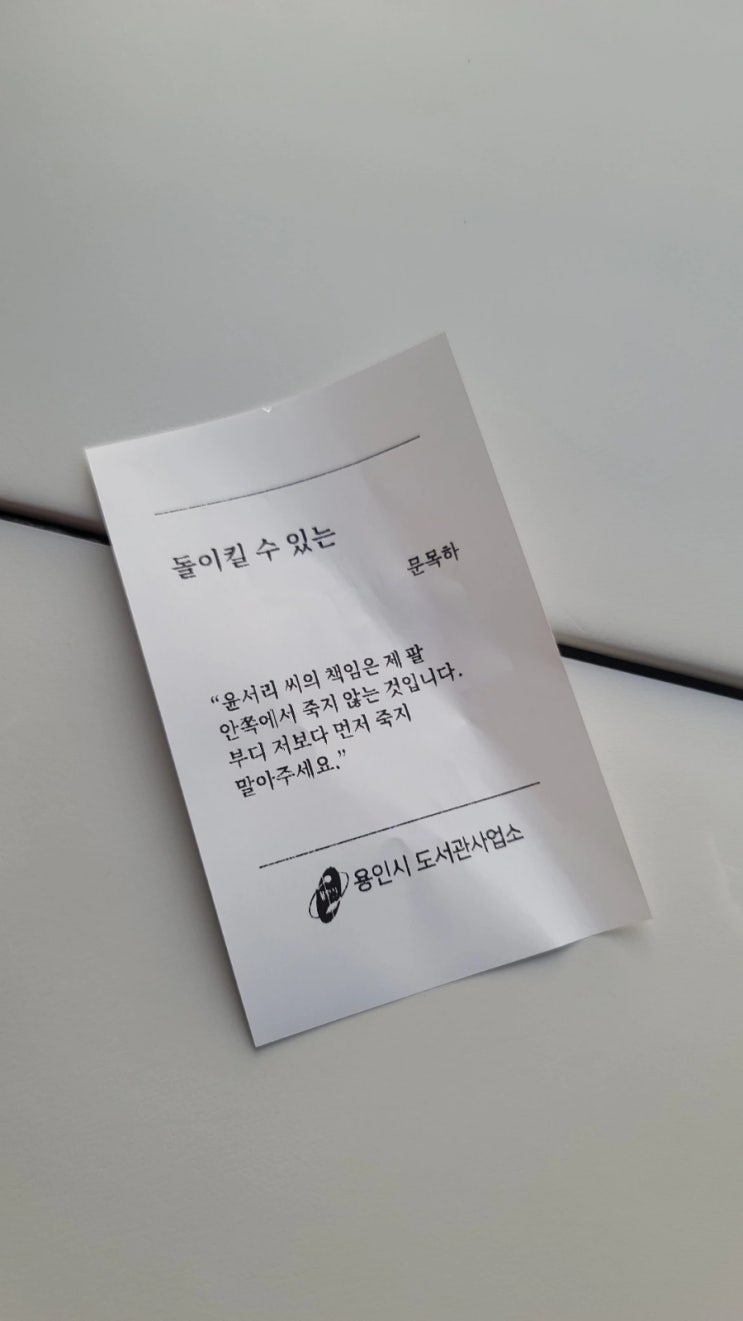 돌이킬 수 있는
문목하
“윤서리 씨의 책임은 제 팔
안쪽에서 죽지 않는 것입니다.
부디 저보다 먼저 죽지
말아주세요.”
용인시 도서관사업소